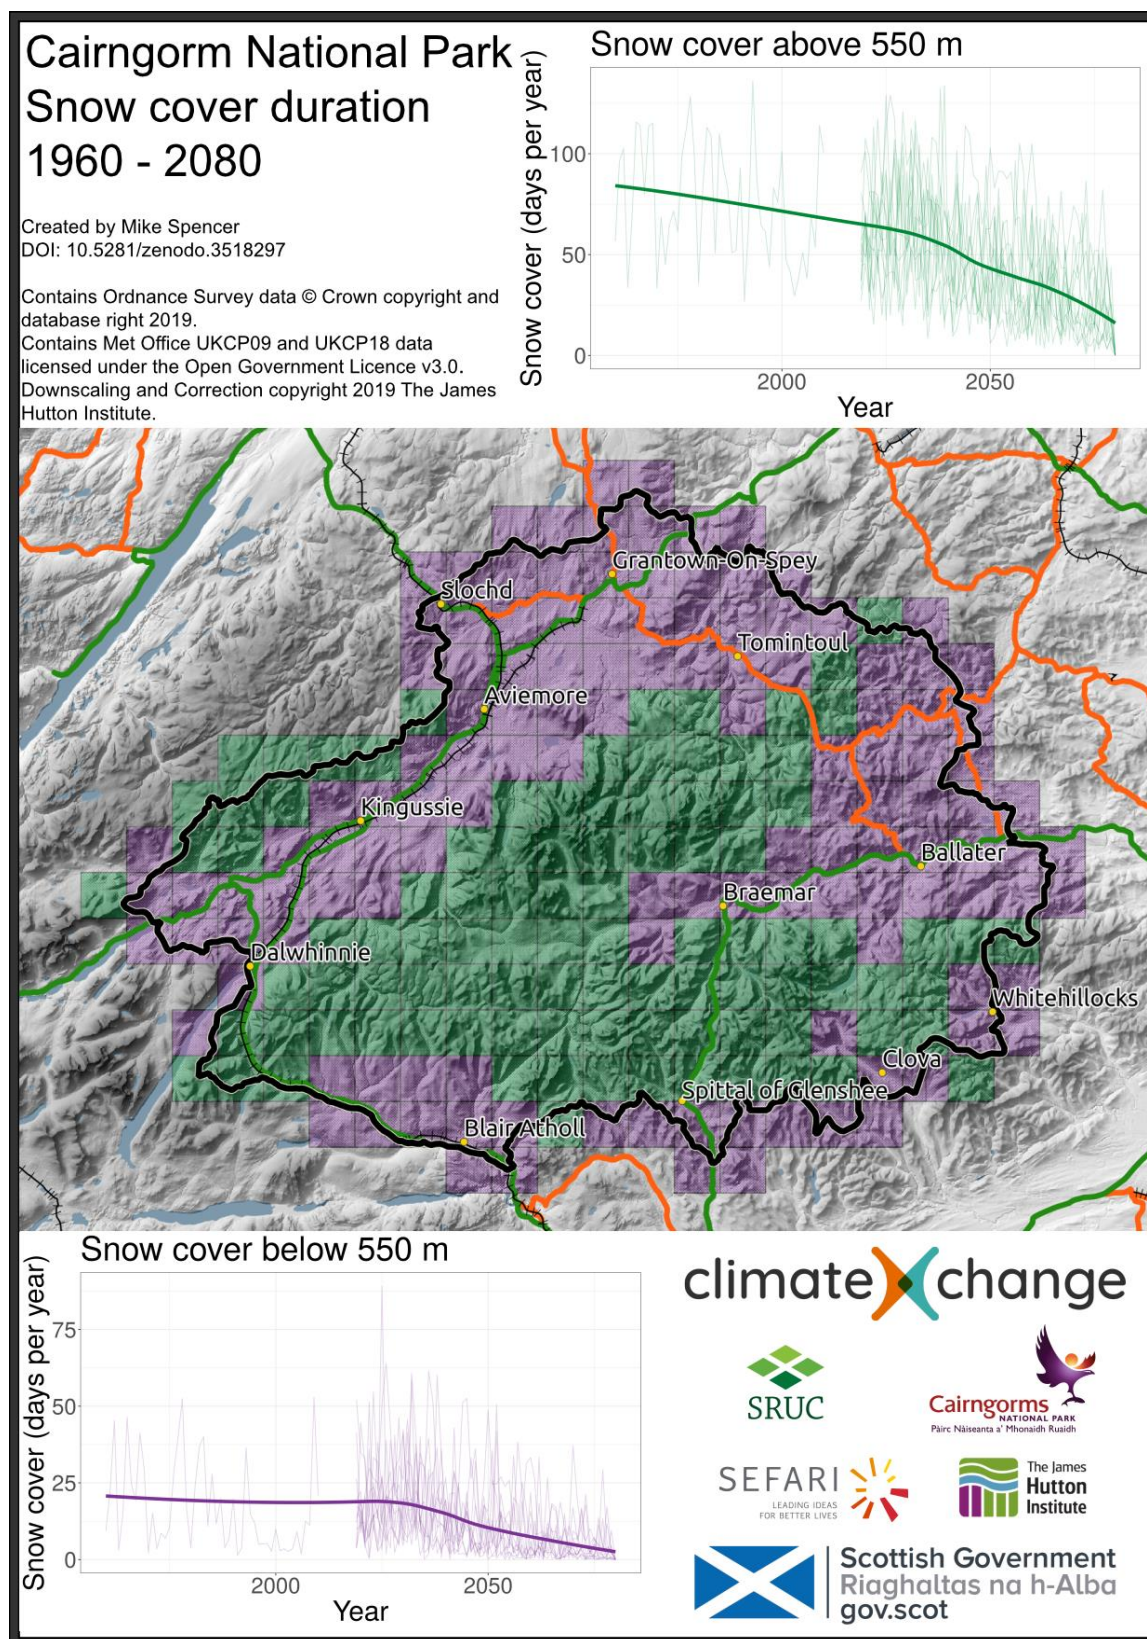 Cairngorm National Park
Snow cover duration
1960 - 2080
Created by Mike Spencer
DOI: 10.5281/zenodo.3518297
Contains Ordnance Survey data © Crown copyright and
database right 2019.
Contains Met Office UKCP09 and UKCP18 data
licensed under the Open Government Licence v3.0.
Downscaling and Correction copyright 2019 The James
Hutton Institute.
Snow cover above 550 m
Snow cover (days per year)
100
50
0
2000 2050
Year
Grantown-On-Spey
Slochd
Tomintoul
Aviemore
Kingussie
Ballater
Braemar
Dalwhinnie
Whitehillocks
Clova
Spittal of Glenshee
Blair Atholl
Snow cover below 550 m
Snow cover (days per year)
75
50
25
0
2000 2050
Year
climate change
SRUC
Cairngorms
NATIONAL PARK
Pàirc Nàiseanta a' Mhonaidh Ruaidh
SEFARI
LEADING IDEAS
FOR BETTER LIVES
The James
Hutton
Institute
Scottish Government
Riaghaltas na h-Alba
gov.scot